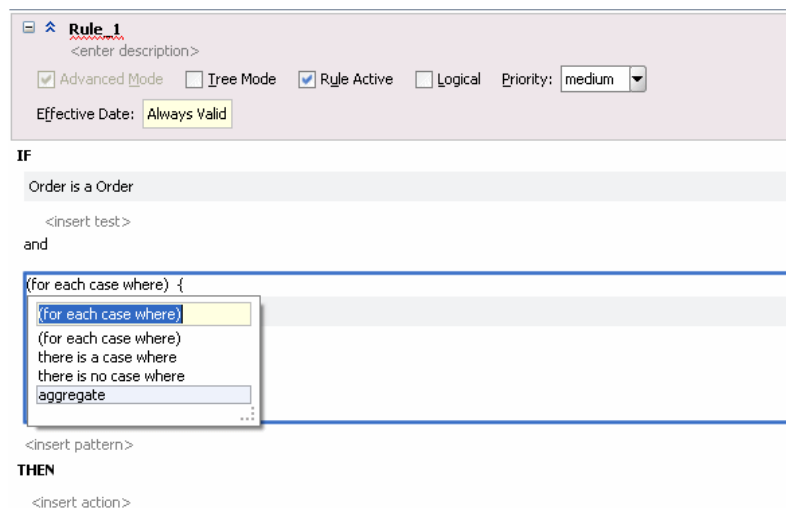 Rule_1
<enter description>
Advanced Mode Tree Mode Rule Active Logical Priority: medium
Effective Date: Always Valid
IF
Order is a Order
<insert test>
and
(for each case where) {
(for each case where)
(for each case where)
there is a case where
there is no case where
aggregate
<insert pattern>
THEN
<insert action>